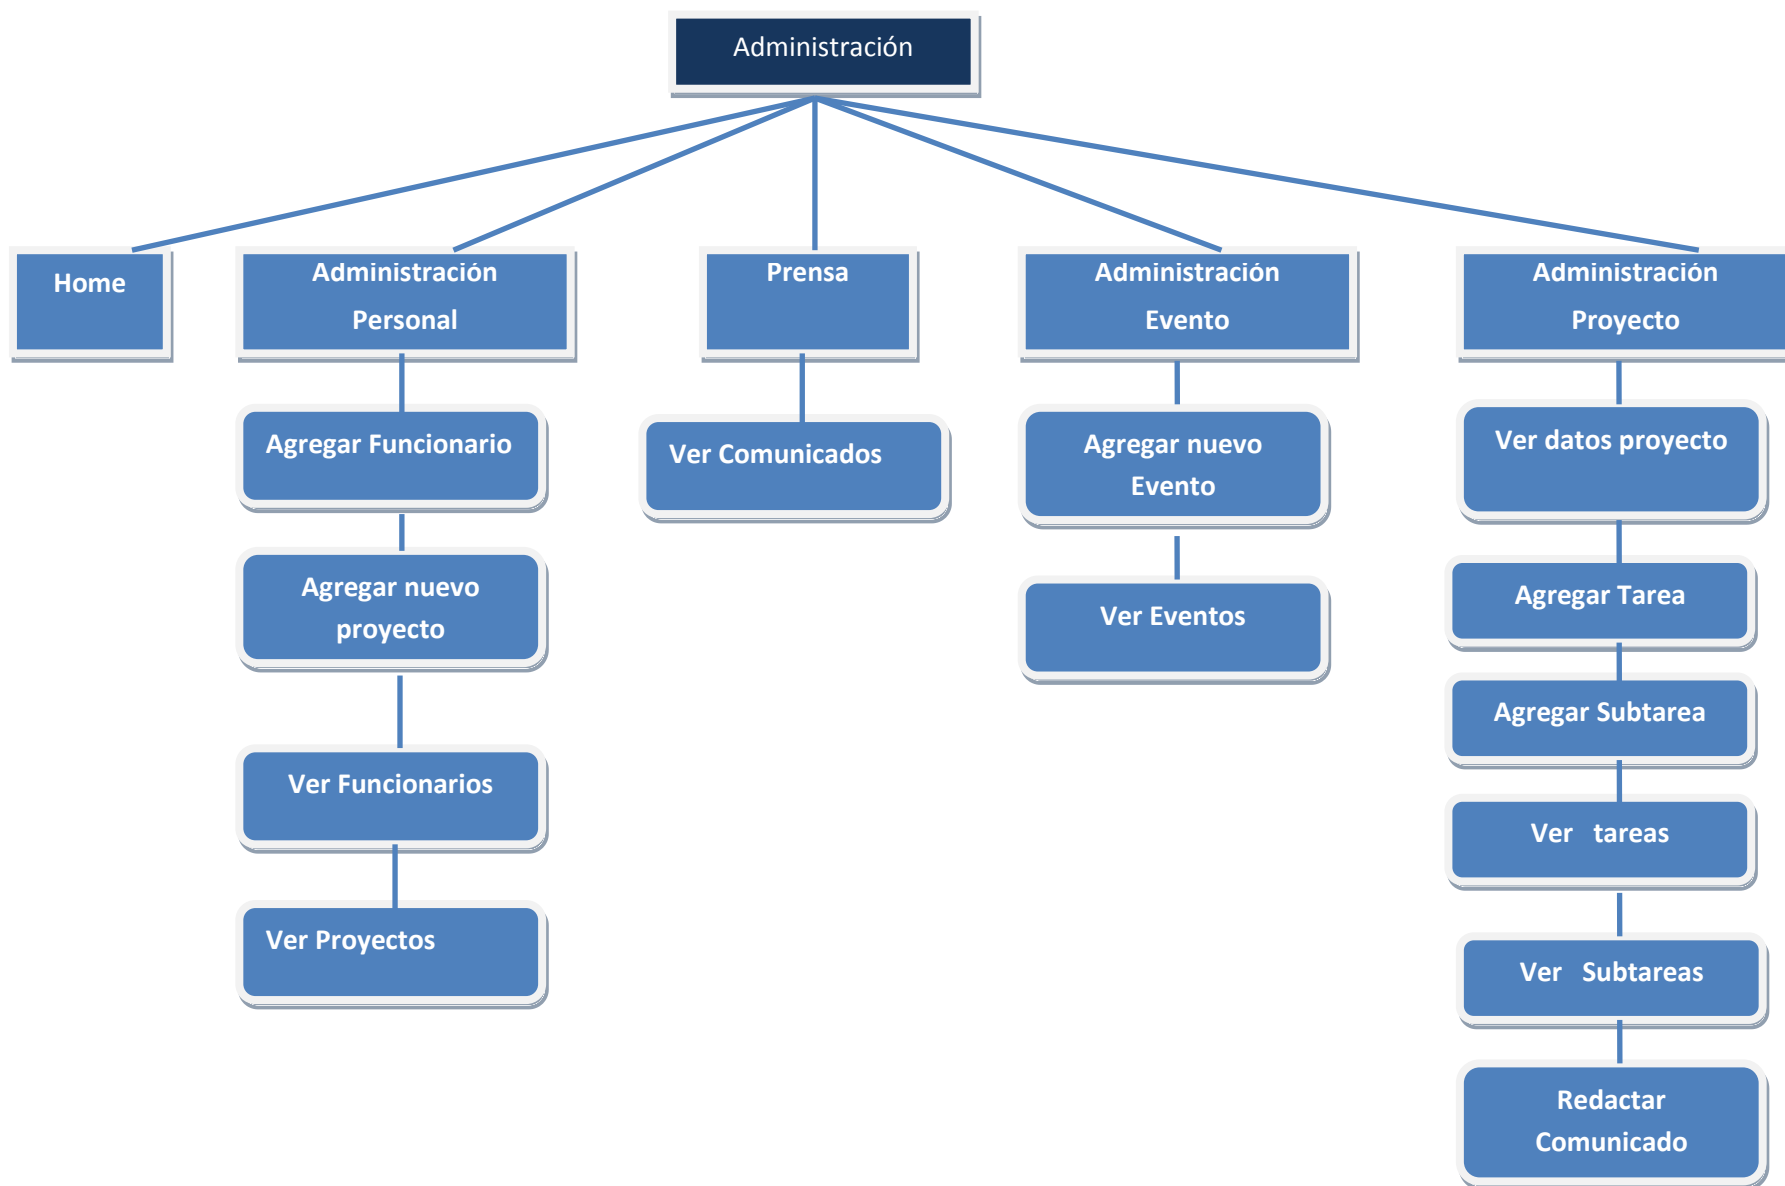 Administración
Home
Administración
Personal
Prensa
Administración
Evento
Administración
Proyecto
Agregar Funcionario
Agregar nuevo
proyecto
Ver Funcionarios
Ver Proyectos
Ver Comunicados
Agregar nuevo
Evento
Ver Eventos
Ver datos proyecto
Agregar Tarea
Agregar Subtarea
Ver tareas
Ver Subtareas
Redactar
Comunicado